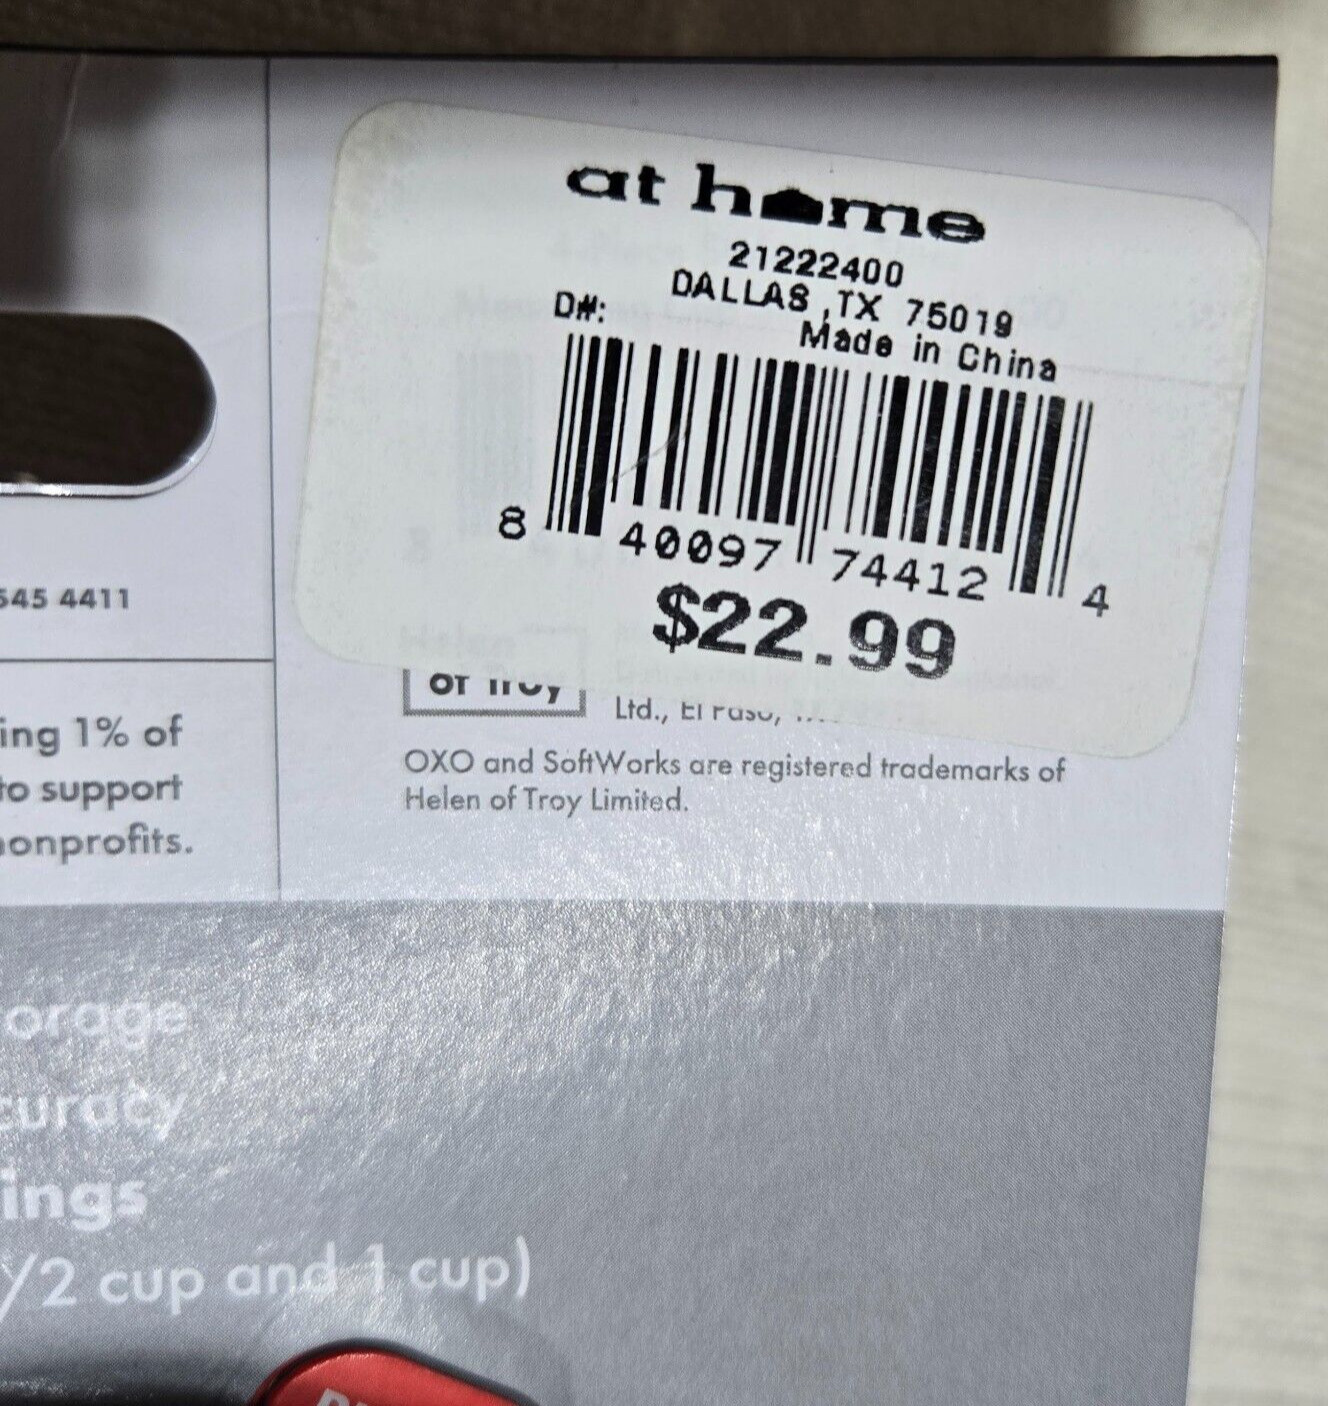 at home
21222400
DALLAS, TX 75019
D#:
Made in China
8 40097 74412 4
$22.99
545 4411
of Troy
Ltd., El Paso,
OXO and SoftWorks are registered trademarks of
Helen of Troy Limited.
ing 1% of
to support
nonprofits.
orage
curacy
ings
/2 cup and 1 cup)